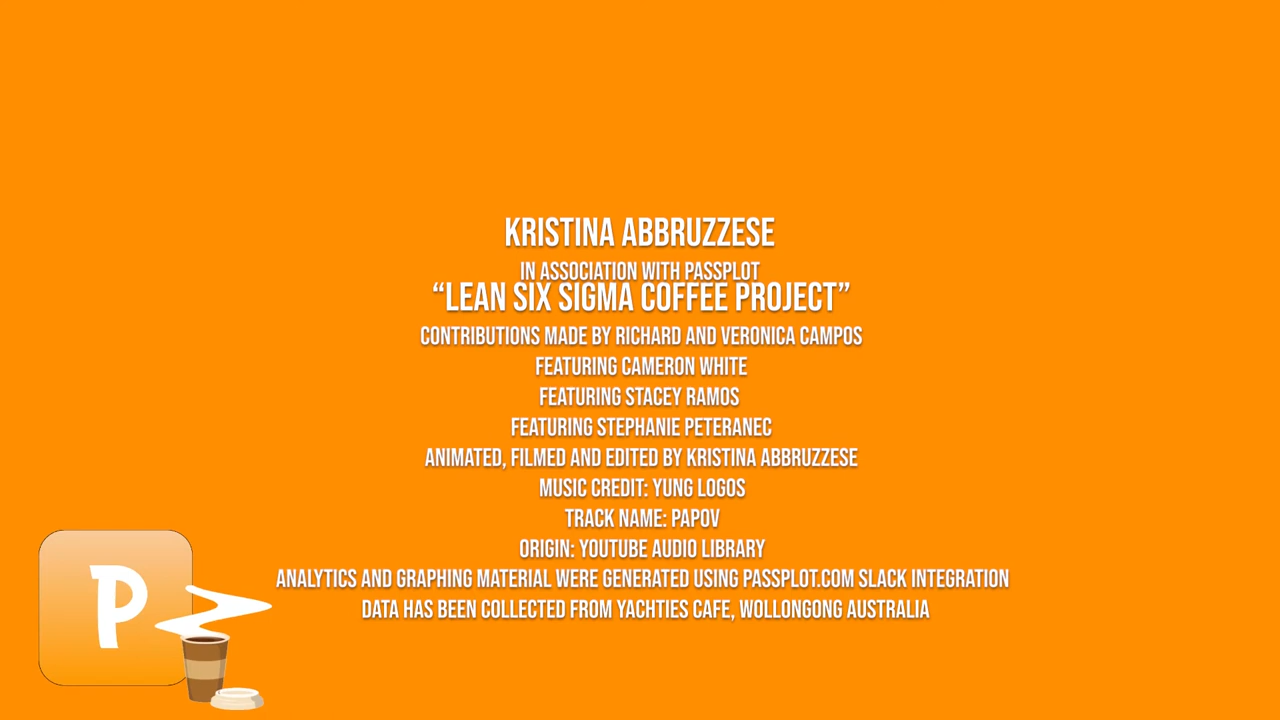 KRISTINA ABBRUZZESE
IN ASSOCIATION WITH PASSPLOT
“LEAN SIX SIGMA COFFEE PROJECT”
CONTRIBUTIONS MADE BY RICHARD AND VERONICA CAMPOS
FEATURING CAMERON WHITE
FEATURING STACEY RAMOS
FEATURING STEPHANIE PETERANEC
ANIMATED, FILMED AND EDITED BY KRISTINA ABBRUZZESE
MUSIC CREDIT: YUNG LOGOS
TRACK NAME: PAPOV
ORIGIN: YOUTUBE AUDIO LIBRARY
ANALYTICS AND GRAPHING MATERIAL WERE GENERATED USING PASSPLOT.COM SLACK INTEGRATION
DATA HAS BEEN COLLECTED FROM YACHTIES CAFE, WOLLONGONG AUSTRALIA
P